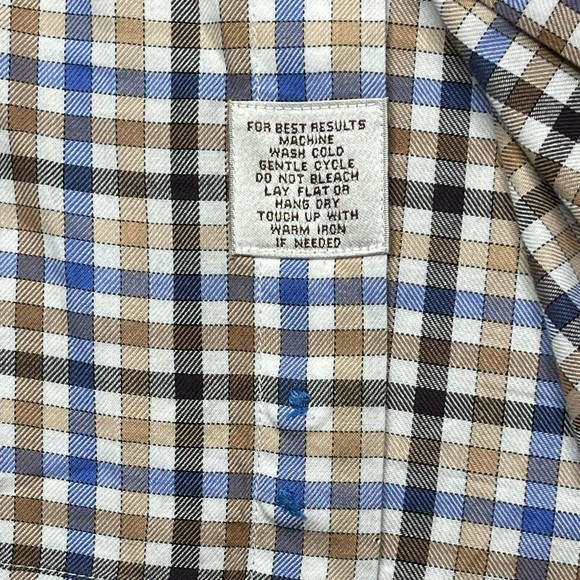 FOR BEST RESULTS
MACHINE
WASH COLD
GENTLE CYCLE
DO NOT BLEACH
LAY FLAT OR
HANG DRY
TOUCH UP WITH
WARM IRON
IF NEEDED